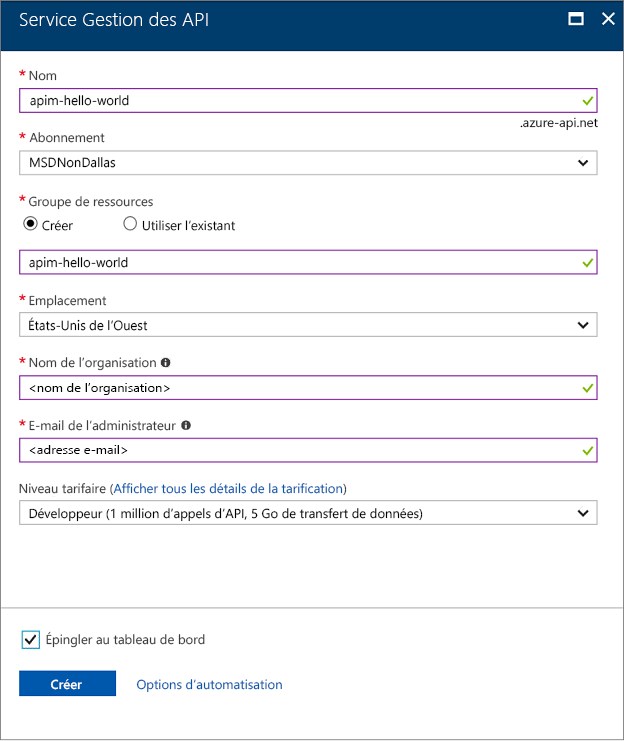 Service Gestion des API
* Nom
apim-hello-world
.azure-api.net
* Abonnement
MSDNonDallas
* Groupe de ressources
Créer Utiliser l'existant
apim-hello-world
* Emplacement
États-Unis de l'Ouest
* Nom de l'organisation
<nom de l'organisation>
* E-mail de l'administrateur
<adresse e-mail>
Niveau tarifaire (Afficher tous les détails de la tarification)
Développeur (1 million d'appels d'API, 5 Go de transfert de données)
Épingler au tableau de bord
Créer Options d'automatisation